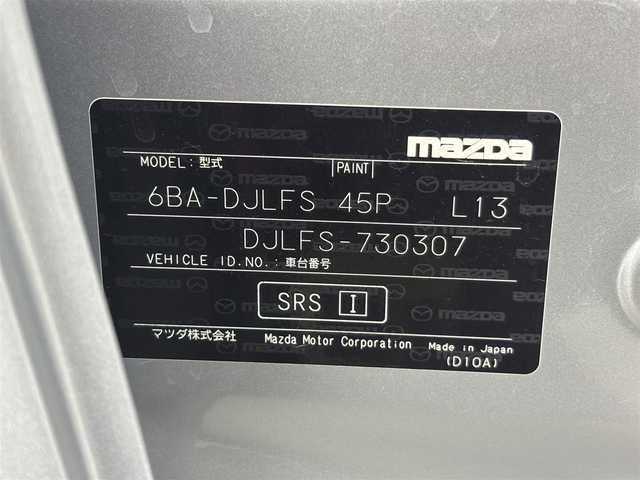 mazda
MODEL:型式 PAINT
6BA-DJLFS 45P L13
DJLFS-730307
VEHICLE ID.NO.:車台番号
SRS I
マツダ株式会社 Mazda Motor Corporation Made in Japan
(D10A)